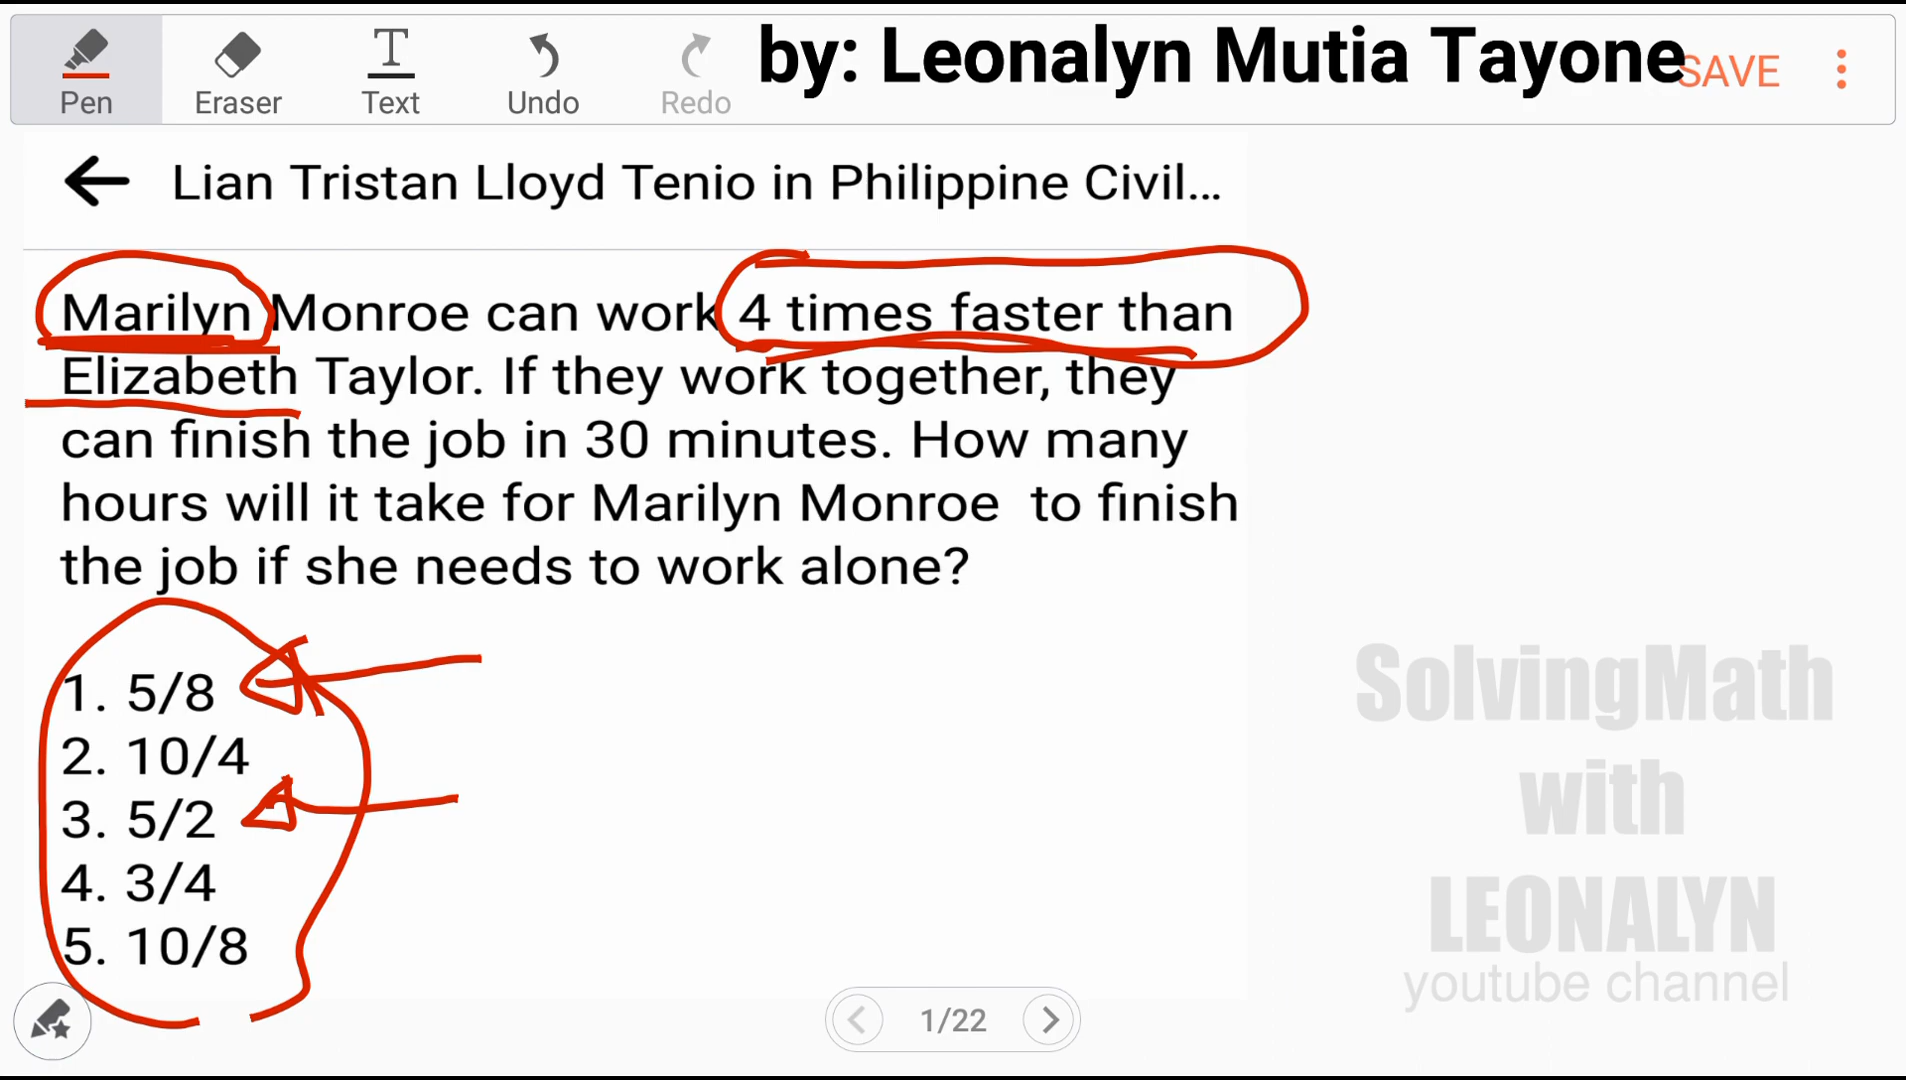 by: Leonalyn Mutia Tayone
SAVE
Pen
Eraser
Text
Undo
Redo
Lian Tristan Lloyd Tenio in Philippine Civil...
Marilyn Monroe can work 4 times faster than
Elizabeth Taylor. If they work together, they
can finish the job in 30 minutes. How many
hours will it take for Marilyn Monroe to finish
the job if she needs to work alone?
1. 5/8
2. 10/4
3. 5/2
4. 3/4
5. 10/8
SolvingMath
with
LEONALYN
youtube channel
1/22